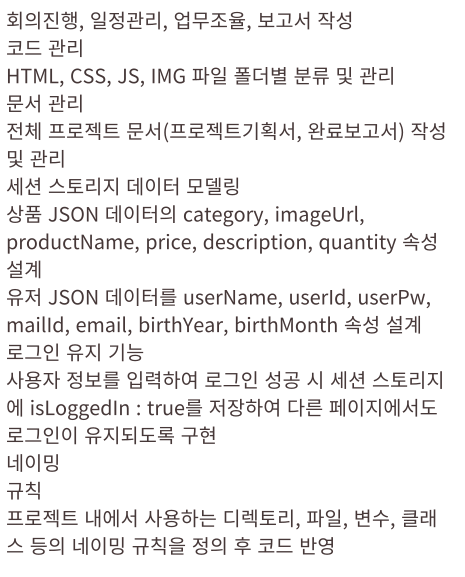 회의진행, 일정관리, 업무조율, 보고서 작성
코드 관리
HTML, CSS, JS, IMG 파일 폴더별 분류 및 관리
문서 관리
전체 프로젝트 문서(프로젝트기획서, 완료보고서) 작성
및 관리
세션 스토리지 데이터 모델링
상품 JSON 데이터의 category, imageUrl,
productName, price, description, quantity 속성
설계
유저 JSON 데이터를 userName, userId, userPw,
mailId, email, birthYear, birthMonth 속성 설계
로그인 유지 기능
사용자 정보를 입력하여 로그인 성공 시 세션 스토리지
에 isLoggedIn : true를 저장하여 다른 페이지에서도
로그인이 유지되도록 구현
네이밍
규칙
프로젝트 내에서 사용하는 디렉토리, 파일, 변수, 클래
스 등의 네이밍 규칙을 정의 후 코드 반영